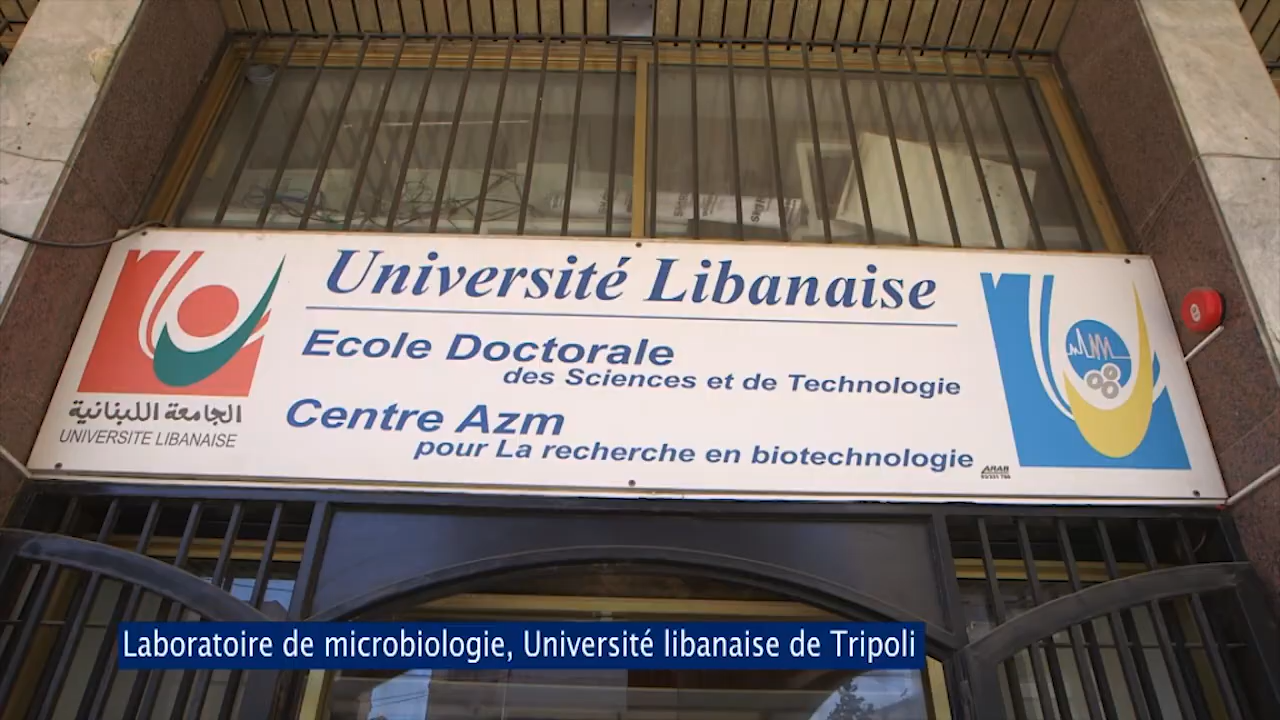 Université Libanaise
Ecole Doctorale
des Sciences et de Technologie
Centre Azm
pour La recherche en biotechnologie
الجامعة اللبنانية
UNIVERSITE LIBANAISE
ARAB
Laboratoire de microbiologie, Université libanaise de Tripoli